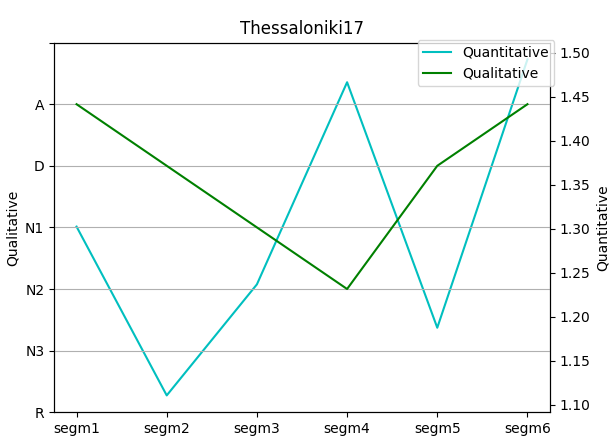 Thessaloniki17
Quantitative
Qualitative
A
D
N1
N2
N3
R
Qualitative
1.50
1.45
1.40
1.35
1.30
1.25
1.20
1.15
1.10
Quantitative
segm1 segm2 segm3 segm4 segm5 segm6